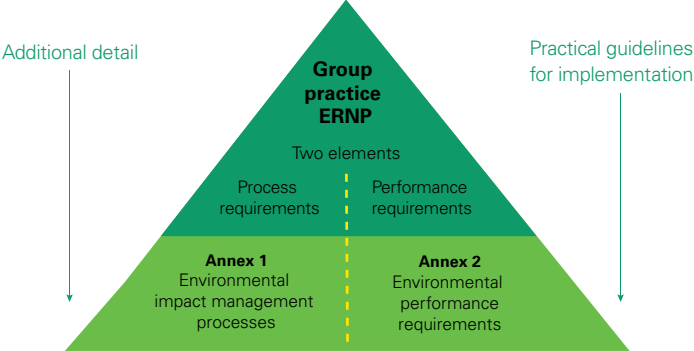 Additional detail
Practical guidelines
for implementation
Group
practice
ERNP
Two elements
Process
requirements
Performance
requirements
Annex 1
Environmental
impact management
processes
Annex 2
Environmental
performance
requirements